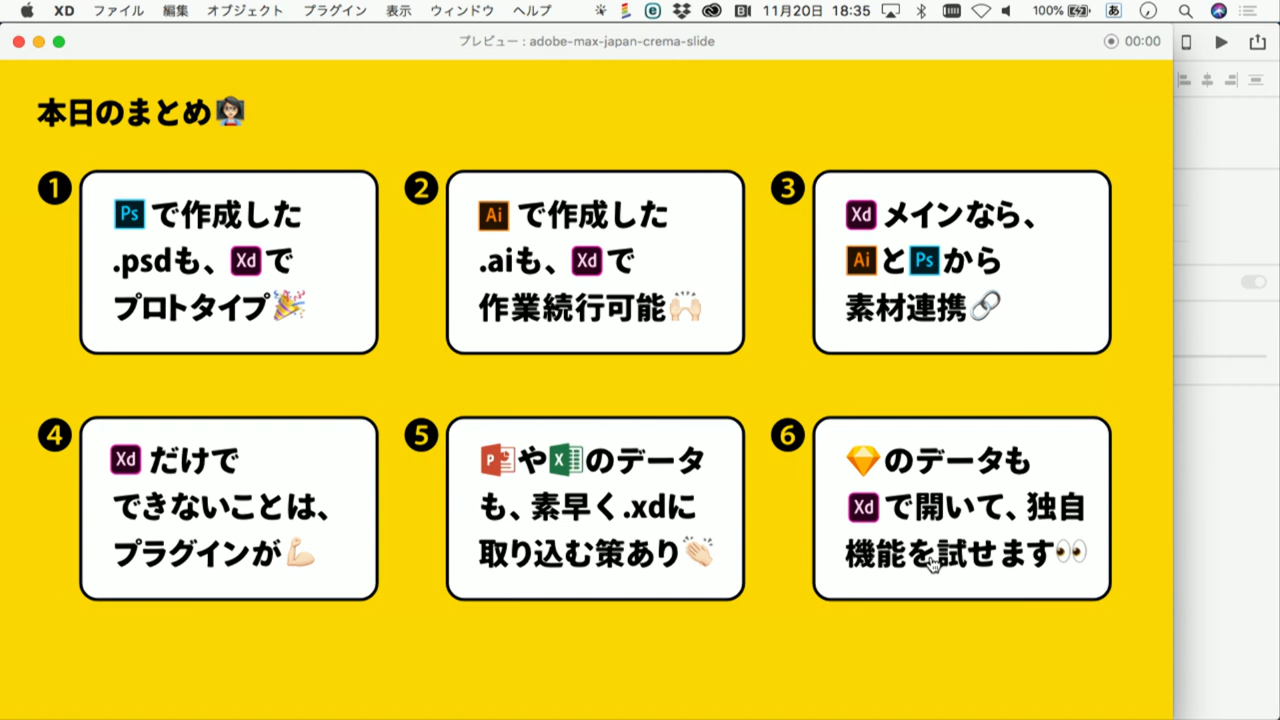 XD ファイル 編集 オブジェクト プラグイン 表示 ウィンドウ ヘルプ 11月20日 18:35 100% あ
プレビュー：adobe-max-japan-crema-slide 00:00
本日のまとめ
1
Ps で作成した
.psdも、Xd で
プロトタイプ
2
Ai で作成した
.aiも、Xd で
作業続行可能
3
Xd メインなら、
Ai と Ps から
素材連携
4
Xd だけで
できないことは、
プラグインが
5
P や X のデータ
も、素早く.xdに
取り込む策あり
6
のデータも
Xd で開いて、独自
機能を試せます